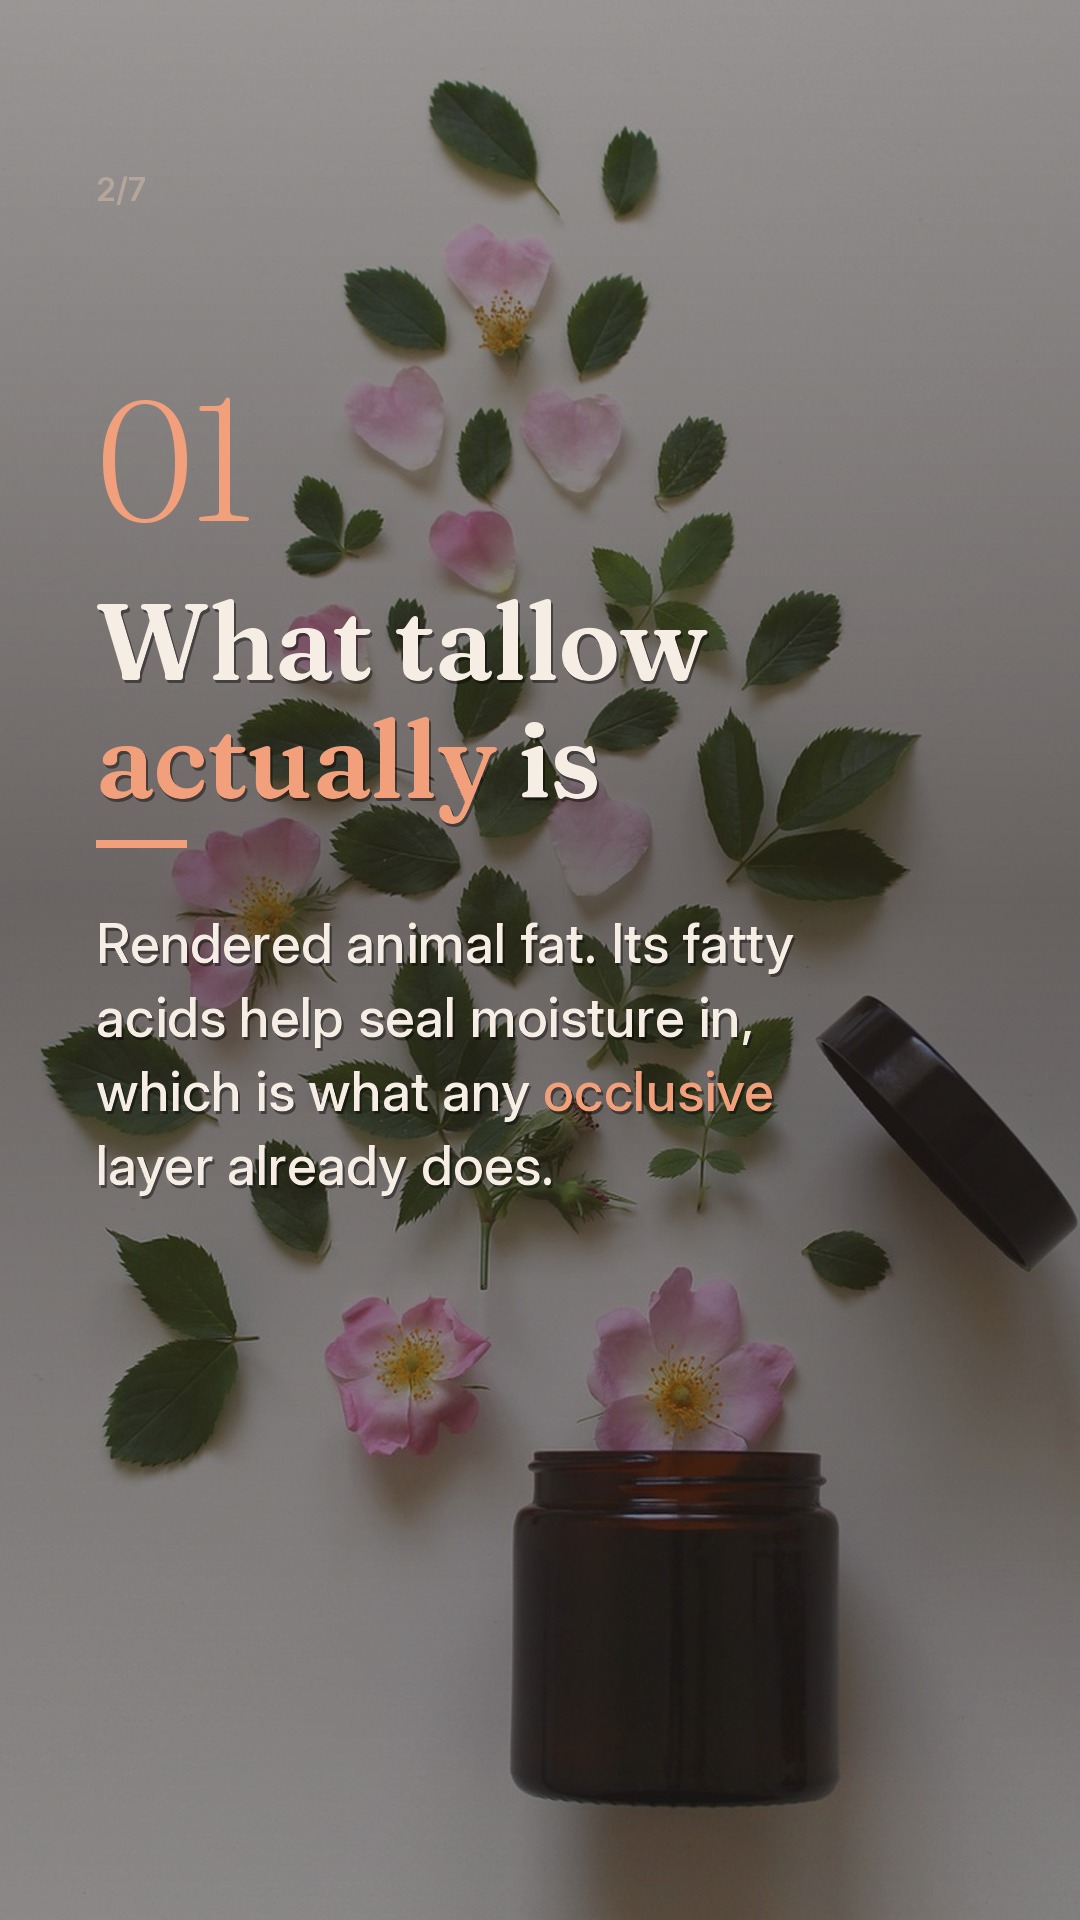 2/7
01
What tallow
actually is
Rendered animal fat. Its fatty
acids help seal moisture in,
which is what any occlusive
layer already does.